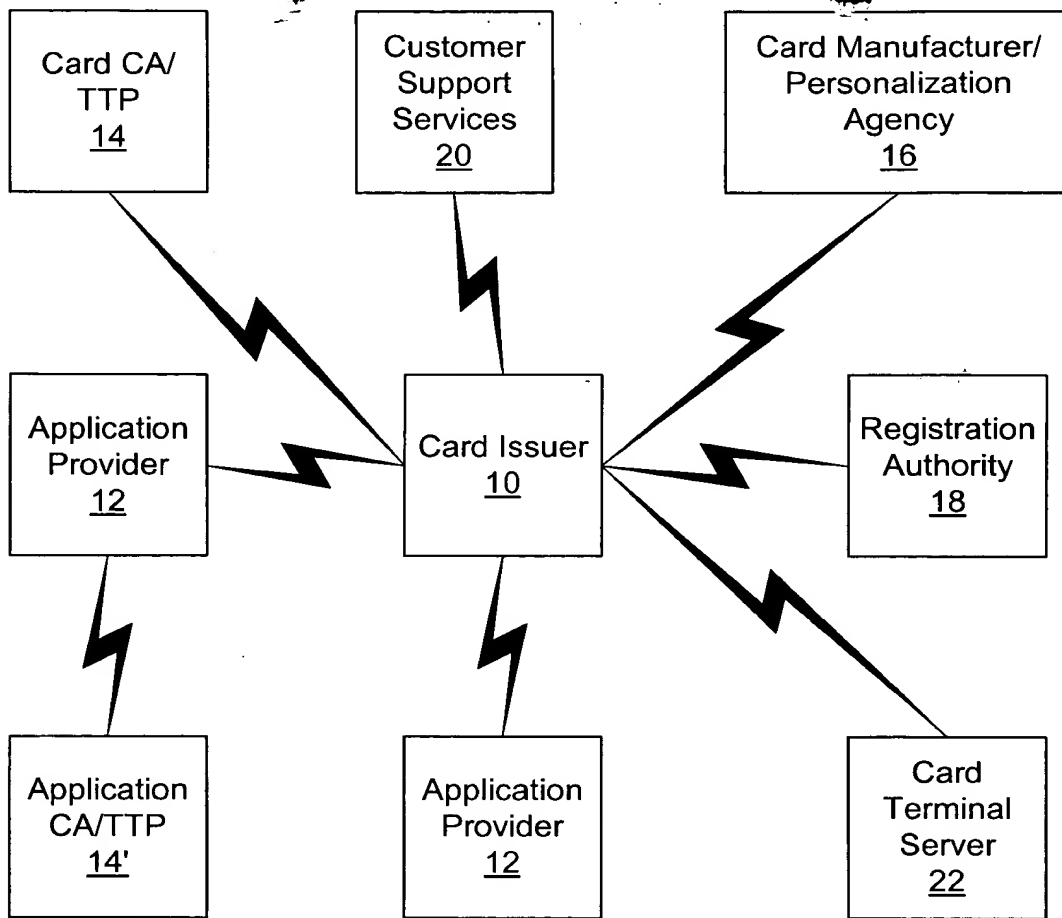 Card CA/
TTP
14
Customer
Support
Services
20
Card Manufacturer/
Personalization
Agency
16
Application
Provider
12
Card Issuer
10
Registration
Authority
18
Application
CA/TTP
14'
Application
Provider
12
Card
Terminal
Server
22